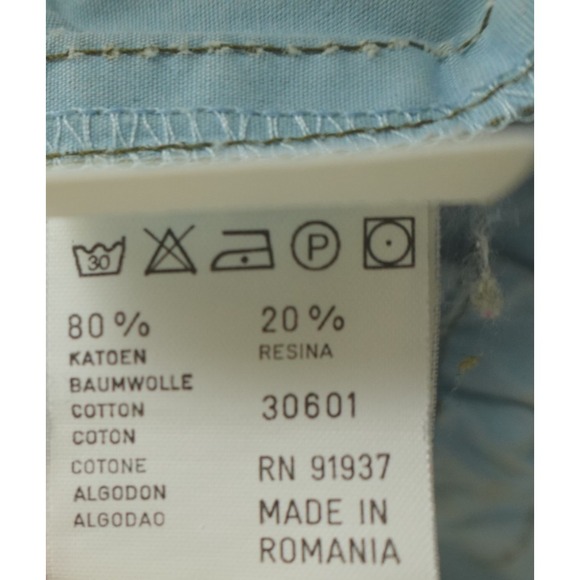 30
P
80%
KATOEN
BAUMWOLLE
COTTON
COTON
COTONE
ALGODON
ALGODAO
20%
RESINA
30601
RN 91937
MADE IN
ROMANIA